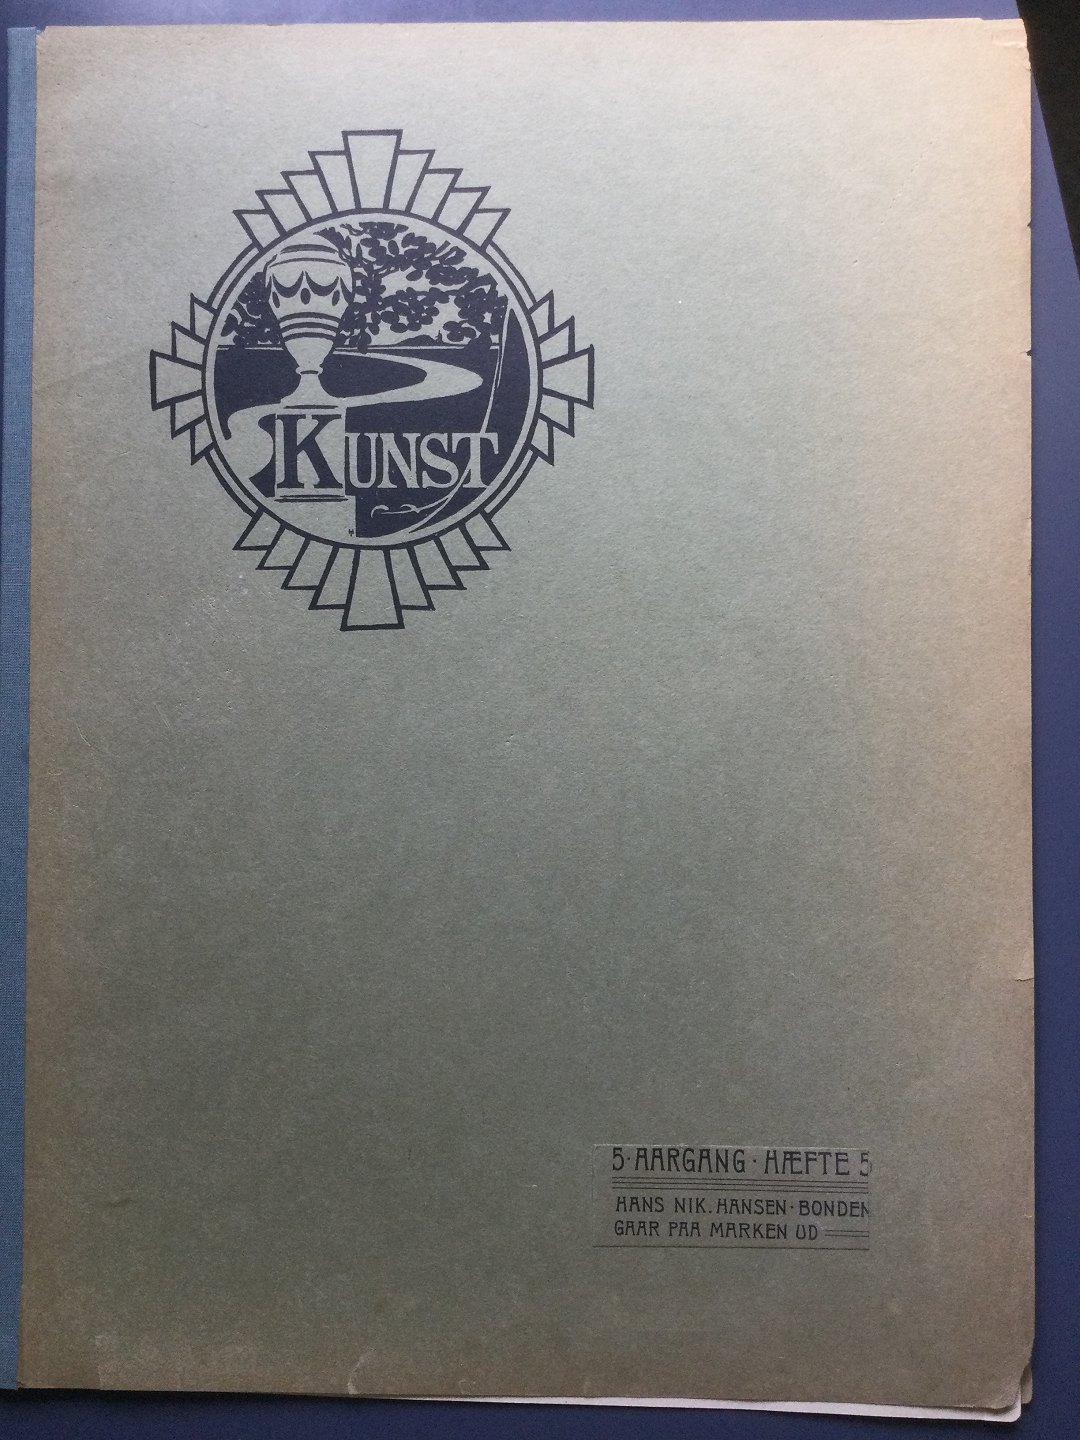 KUNST
5·AARGANG·HÆFTE 5
HANS NIK. HANSEN·BONDEN
GAAR PAA MARKEN UD